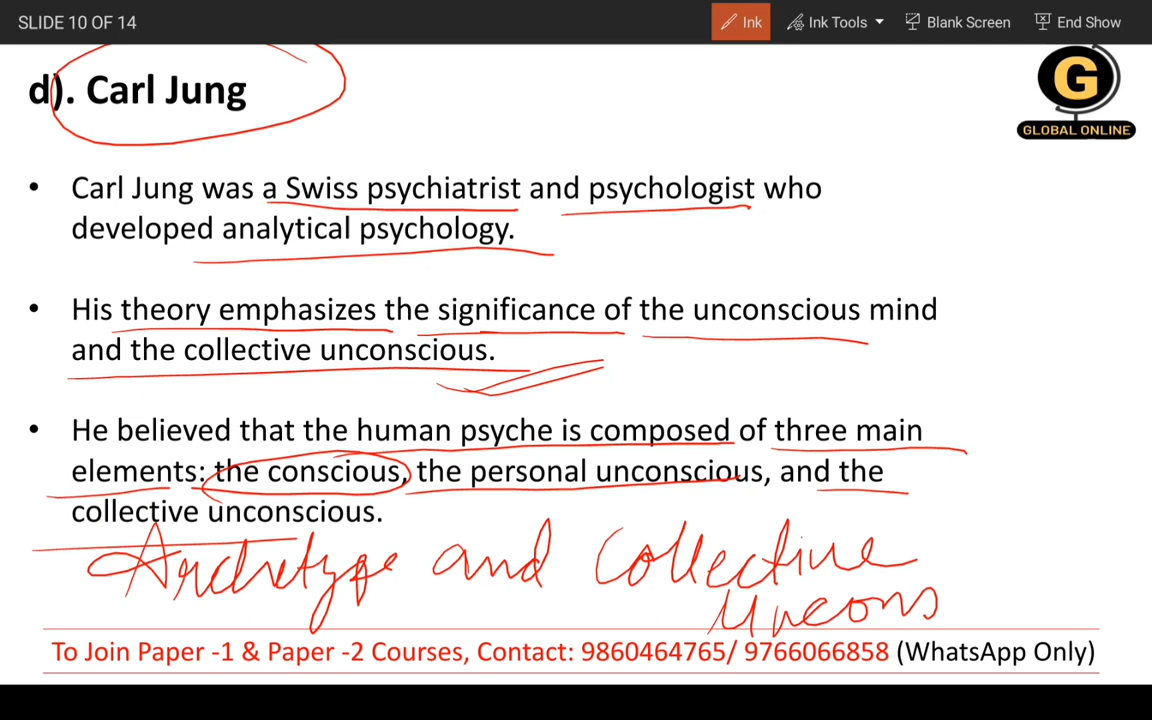 SLIDE 10 OF 14
Ink
Ink Tools
Blank Screen
End Show
d). Carl Jung
G
GLOBAL ONLINE
• Carl Jung was a Swiss psychiatrist and psychologist who
developed analytical psychology.
• His theory emphasizes the significance of the unconscious mind
and the collective unconscious.
• He believed that the human psyche is composed of three main
elements: the conscious, the personal unconscious, and the
collective unconscious.
Archetype and Collective
Uncons
To Join Paper -1 & Paper -2 Courses, Contact: 9860464765/ 9766066858 (WhatsApp Only)